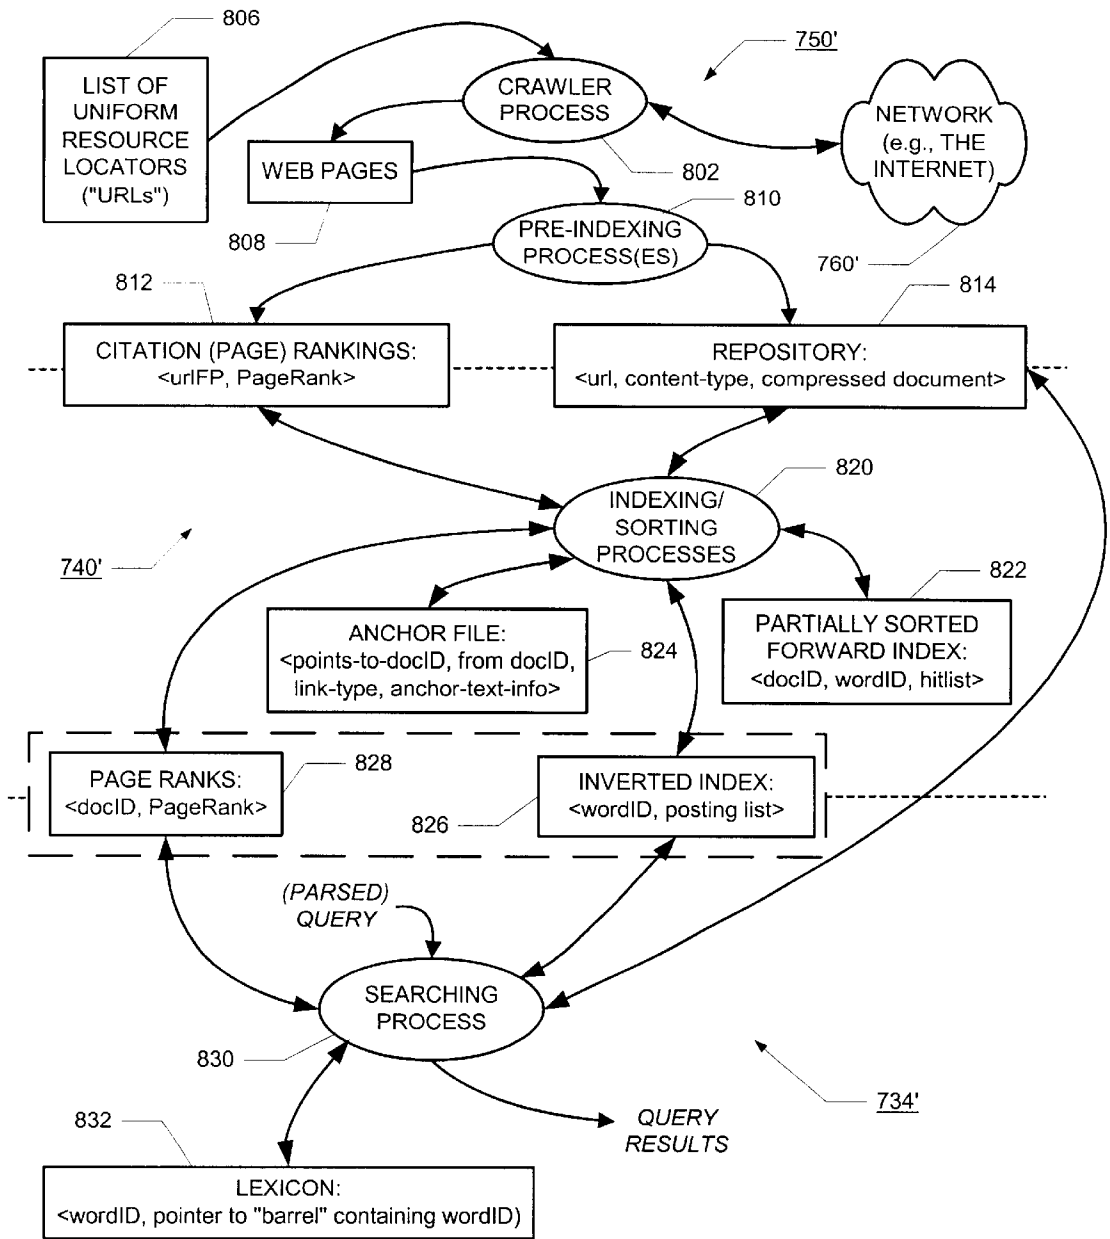 806
750'
LIST OF
UNIFORM
RESOURCE
LOCATORS
("URLs")
CRAWLER
PROCESS
NETWORK
(e.g., THE
INTERNET)
WEB PAGES
802
810
808
PRE-INDEXING
PROCESS(ES)
760'
812
814
CITATION (PAGE) RANKINGS:
<urlFP, PageRank>
REPOSITORY:
<url, content-type, compressed document>
820
INDEXING/
SORTING
PROCESSES
740'
822
ANCHOR FILE:
<points-to-docID, from docID,
link-type, anchor-text-info>
824
PARTIALLY SORTED
FORWARD INDEX:
<docID, wordID, hitlist>
PAGE RANKS:
<docID, PageRank>
828
826
INVERTED INDEX:
<wordID, posting list>
(PARSED)
QUERY
SEARCHING
PROCESS
830
734'
832
QUERY
RESULTS
LEXICON:
<wordID, pointer to "barrel" containing wordID)